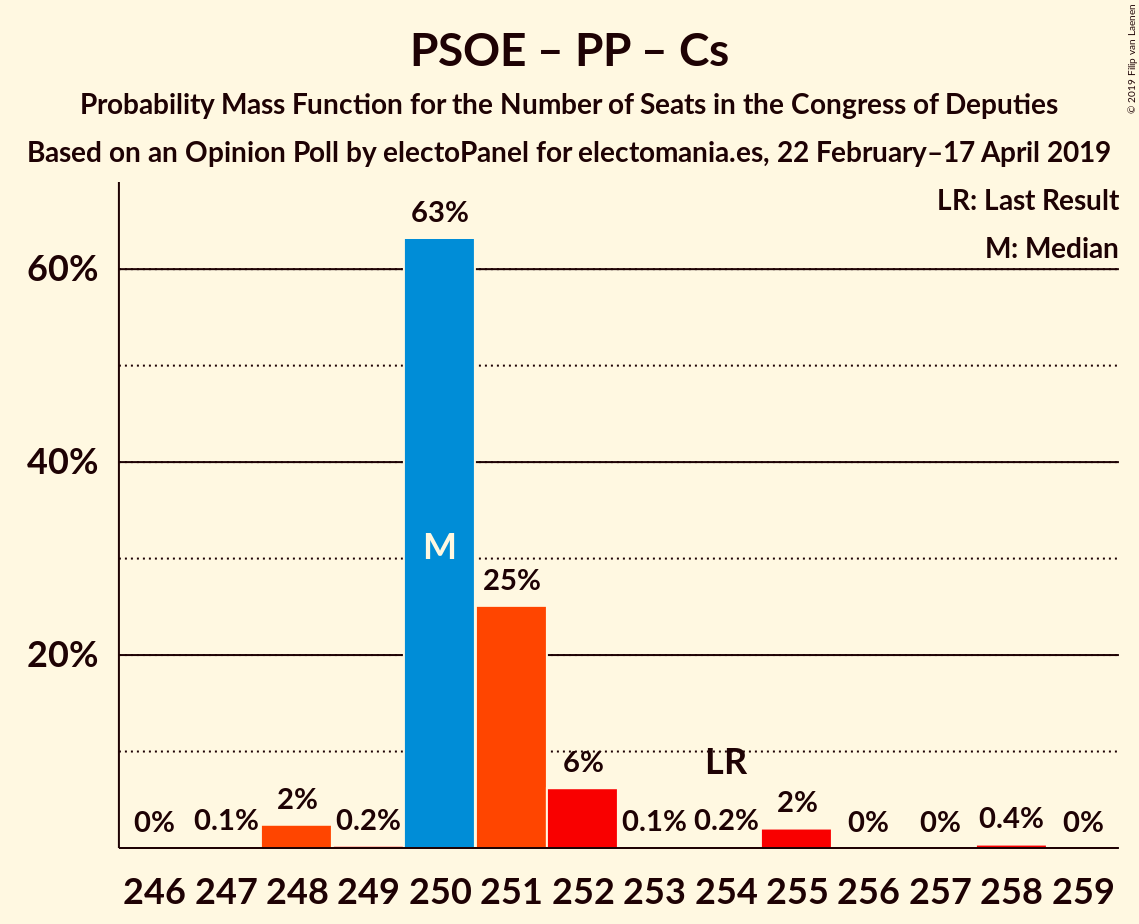 PSOE – PP – Cs
Probability Mass Function for the Number of Seats in the Congress of Deputies
Based on an Opinion Poll by electoPanel for electomania.es, 22 February–17 April 2019
© 2019 Filip van Laenen
LR: Last Result
M: Median
63%
60%
40%
M
25%
20%
LR
6%
0% 0.1% 2% 0.2% 0.1% 0.2% 2% 0% 0% 0.4% 0%
246 247 248 249 250 251 252 253 254 255 256 257 258 259